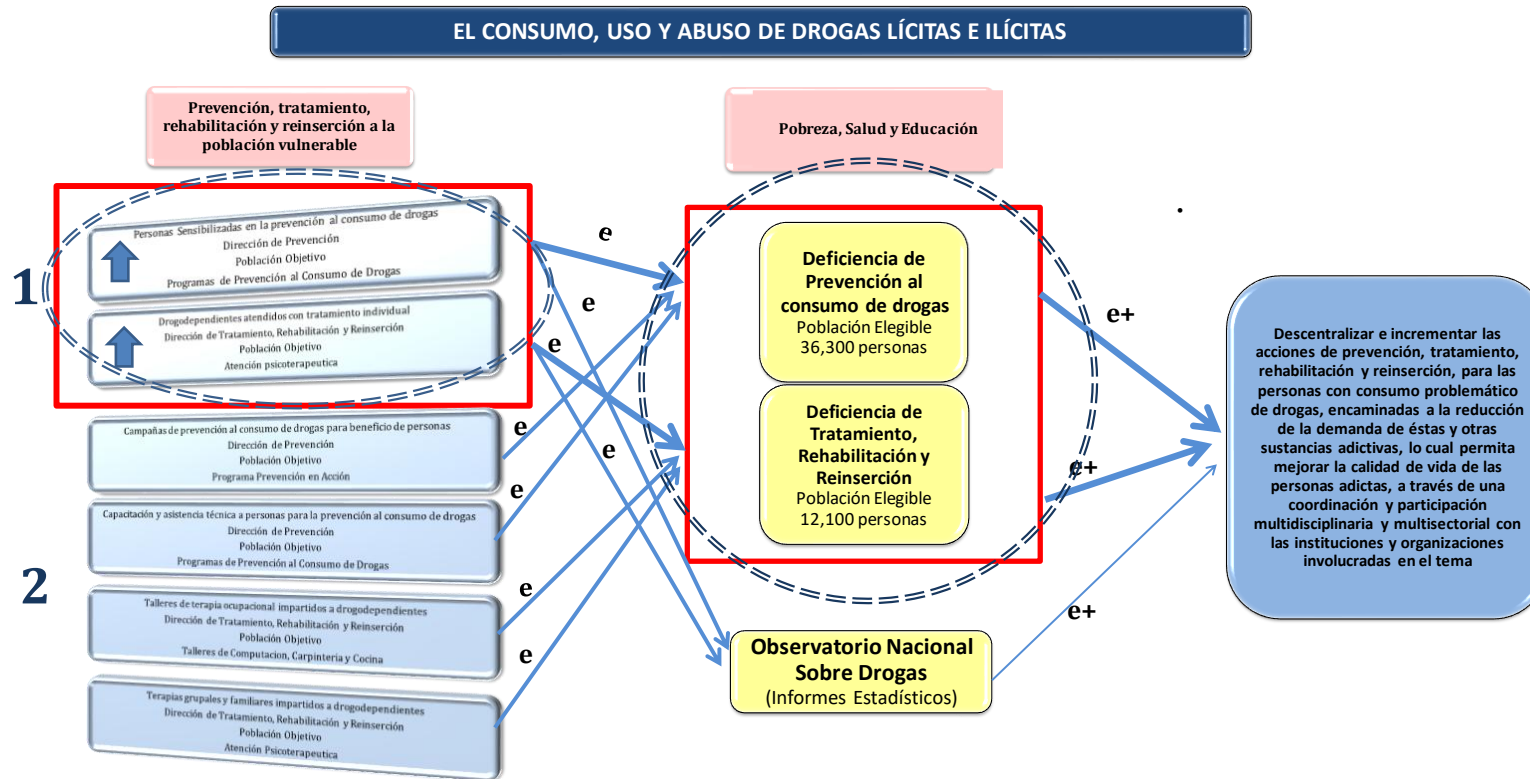 EL CONSUMO, USO Y ABUSO DE DROGAS LÍCITAS E ILÍCITAS
Prevención, tratamiento,
rehabilitación y reinserción a la
población vulnerable
Pobreza, Salud y Educación
1
Personas Sensibilizadas en la prevención al consumo de drogas
Dirección de Prevención
Población Objetivo
Programas de Prevención al Consumo de Drogas
Drogodependientes atendidos con tratamiento individual
Dirección de Tratamiento, Rehabilitación y Reinserción
Población Objetivo
Atención psicoterapeutica
2
Campañas de prevención al consumo de drogas para beneficio de personas
Dirección de Prevención
Población Objetivo
Programa Prevención en Acción
Capacitación y asistencia técnica a personas para la prevención al consumo de drogas
Dirección de Prevención
Población Objetivo
Programas de Prevención al Consumo de Drogas
Talleres de terapia ocupacional impartidos a drogodependientes
Dirección de Tratamiento, Rehabilitación y Reinserción
Población Objetivo
Talleres de Computacion, Carpinteria y Cocina
Terapias grupales y familiares impartidos a drogodependientes
Dirección de Tratamiento, Rehabilitación y Reinserción
Población Objetivo
Atención Psicoterapeutica
e
e
e
e
e
e
e
e
Deficiencia de
Prevención al
consumo de drogas
Población Elegible
36,300 personas
Deficiencia de
Tratamiento,
Rehabilitación y
Reinserción
Población Elegible
12,100 personas
Observatorio Nacional
Sobre Drogas
(Informes Estadísticos)
e+
e+
e+
.
Descentralizar e incrementar las
acciones de prevención, tratamiento,
rehabilitación y reinserción, para las
personas con consumo problemático
de drogas, encaminadas a la reducción
de la demanda de éstas y otras
sustancias adictivas, lo cual permita
mejorar la calidad de vida de las
personas adictas, a través de una
coordinación y participación
multidisciplinaria y multisectorial con
las instituciones y organizaciones
involucradas en el tema